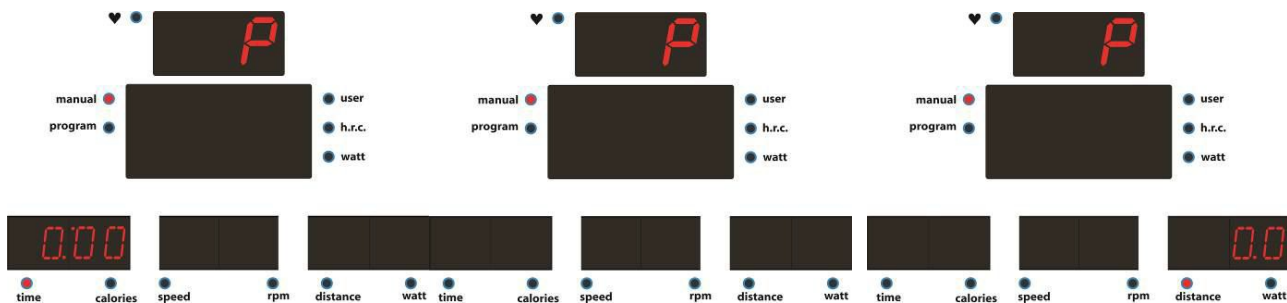 ♥ P ♥ P ♥ P
manual user manual user manual user
program h.r.c. program h.r.c. program h.r.c.
watt watt watt
0:00 0.0
time calories speed rpm distance watt time calories speed rpm distance watt time calories speed rpm distance watt